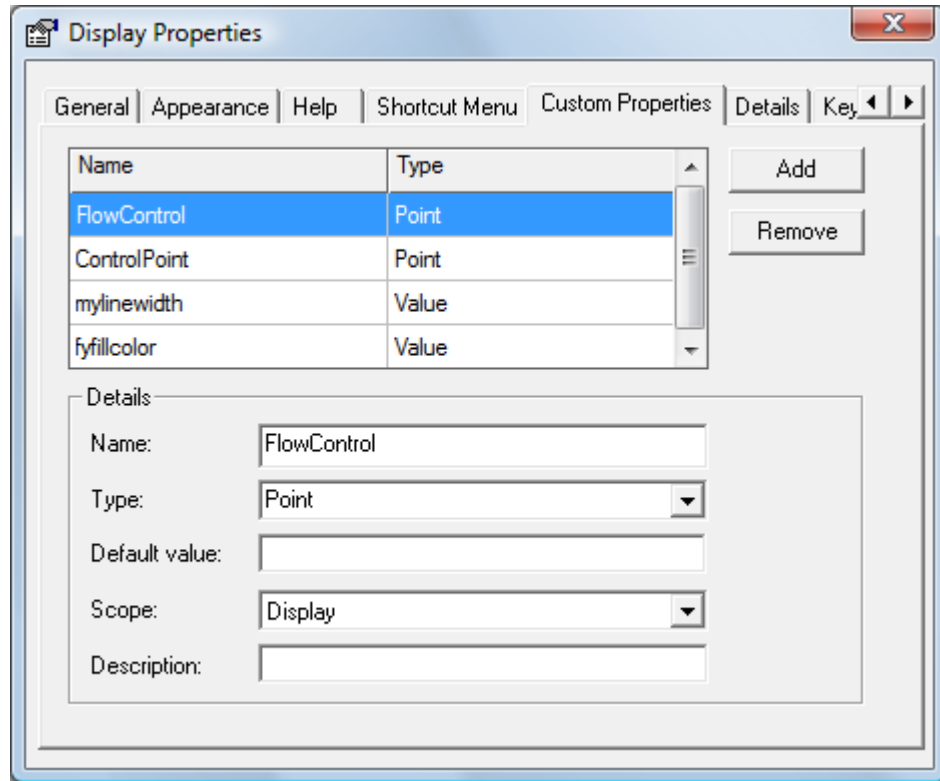 Display Properties
General Appearance Help Shortcut Menu Custom Properties Details Key
Name Type
FlowControl Point
ControlPoint Point
mylinewidth Value
fyfillcolor Value
Add
Remove
Details
Name: FlowControl
Type: Point
Default value:
Scope: Display
Description: